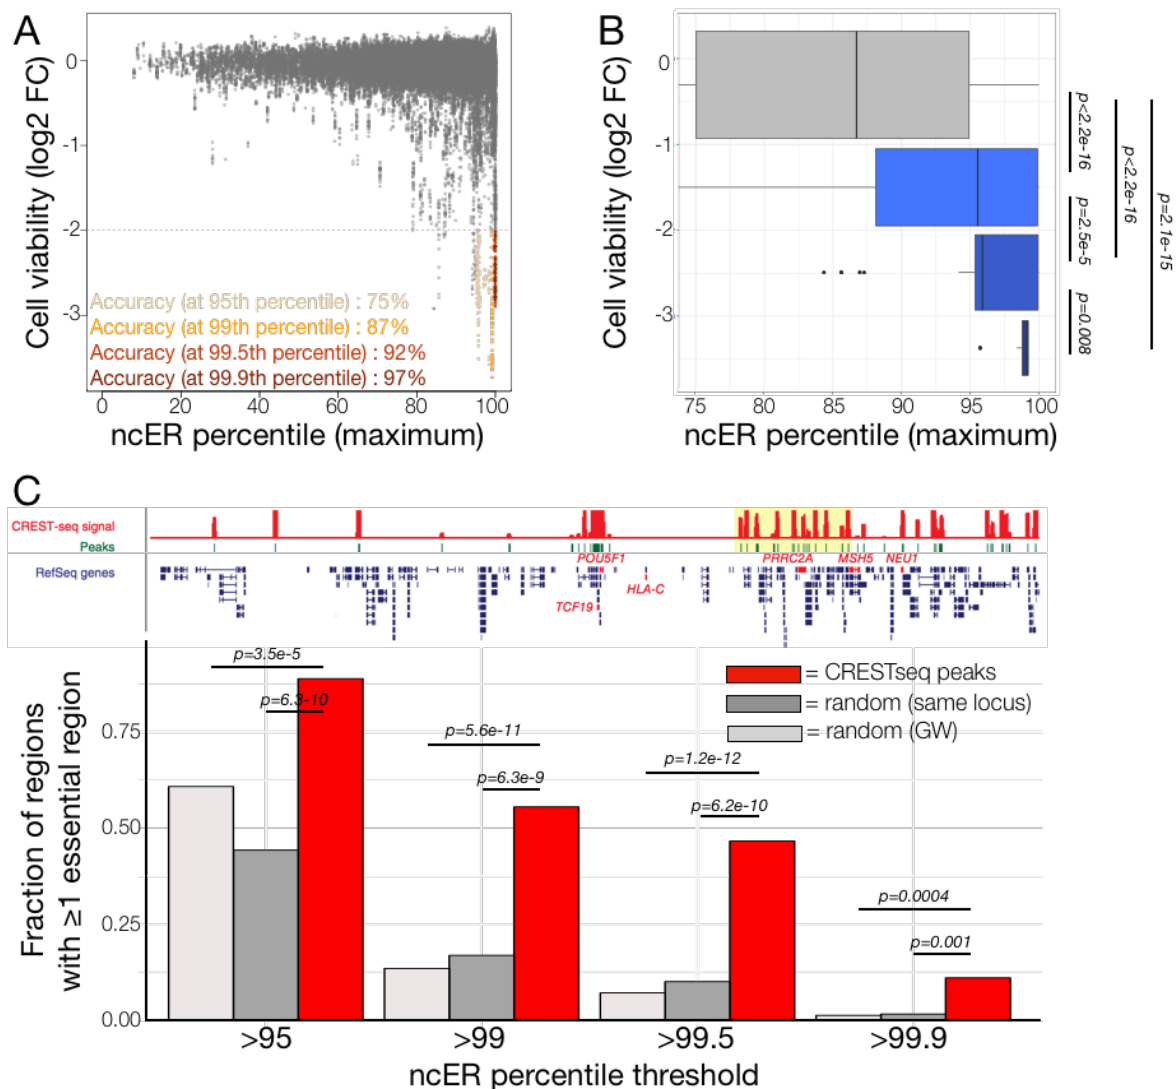 A
Cell viability (log2 FC)
0
-1
-2
-3
Accuracy (at 95th percentile) : 75%
Accuracy (at 99th percentile) : 87%
Accuracy (at 99.5th percentile) : 92%
Accuracy (at 99.9th percentile) : 97%
0 20 40 60 80 100
ncER percentile (maximum)
B
Cell viability (log2 FC)
0
-1
-2
-3
p<2.2e-16
p=2.5e-5
p=0.008
p<2.2e-16
p=2.1e-15
75 80 85 90 95 100
ncER percentile (maximum)
C
CREST-seq signal
Peaks
RefSeq genes
POU5F1 PRRC2A MSH5 NEU1
HLA-C
TCF19
Fraction of regions
with ≥1 essential region
0.75
0.50
0.25
0.00
p=3.5e-5
p=6.3-10
p=5.6e-11
p=6.3e-9
p=1.2e-12
p=6.2e-10
p=0.0004
p=0.001
= CRESTseq peaks
= random (same locus)
= random (GW)
>95 >99 >99.5 >99.9
ncER percentile threshold